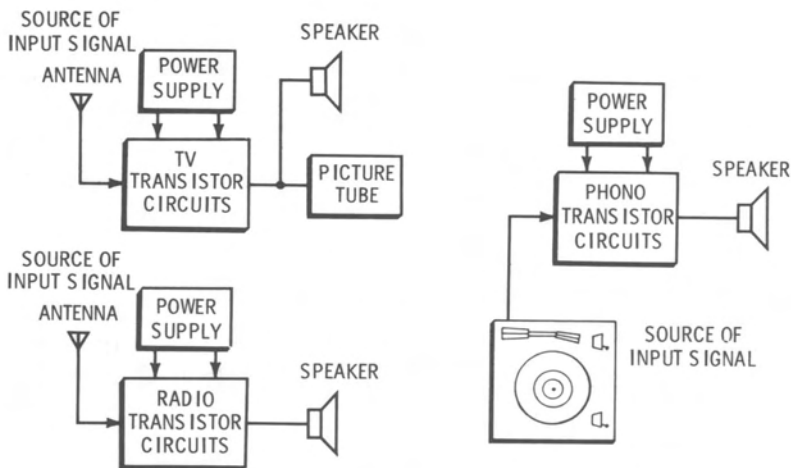 SOURCE OF
INPUT SIGNAL
ANTENNA
POWER
SUPPLY
SPEAKER
TV
TRANSISTOR
CIRCUITS
PICTURE
TUBE
SOURCE OF
INPUT SIGNAL
ANTENNA
POWER
SUPPLY
SPEAKER
RADIO
TRANSISTOR
CIRCUITS
POWER
SUPPLY
SPEAKER
PHONO
TRANSISTOR
CIRCUITS
SOURCE OF
INPUT SIGNAL